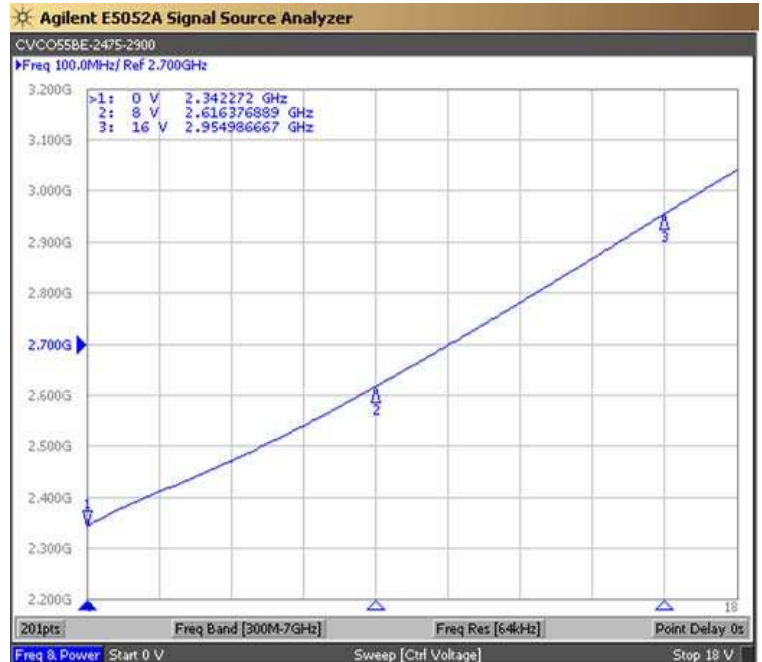 Agilent E5052A Signal Source Analyzer
CVCO55BE-2475-2900
Freq 100.0MHz/ Ref 2.700GHz
3.200G
>1: 0 V 2.342272 GHz
2: 8 V 2.616376889 GHz
3: 16 V 2.954986667 GHz
3.100G
3.000G
2.900G
3
2.800G
2.700G
2.600G
2
2.500G
2.400G
1
2.300G
2.200G
18
201pts Freq Band [300M-7GHz] Freq Res [64kHz] Point Delay 0s
Freq & Power Start 0 V Sweep [Ctrl Voltage] Stop 18 V